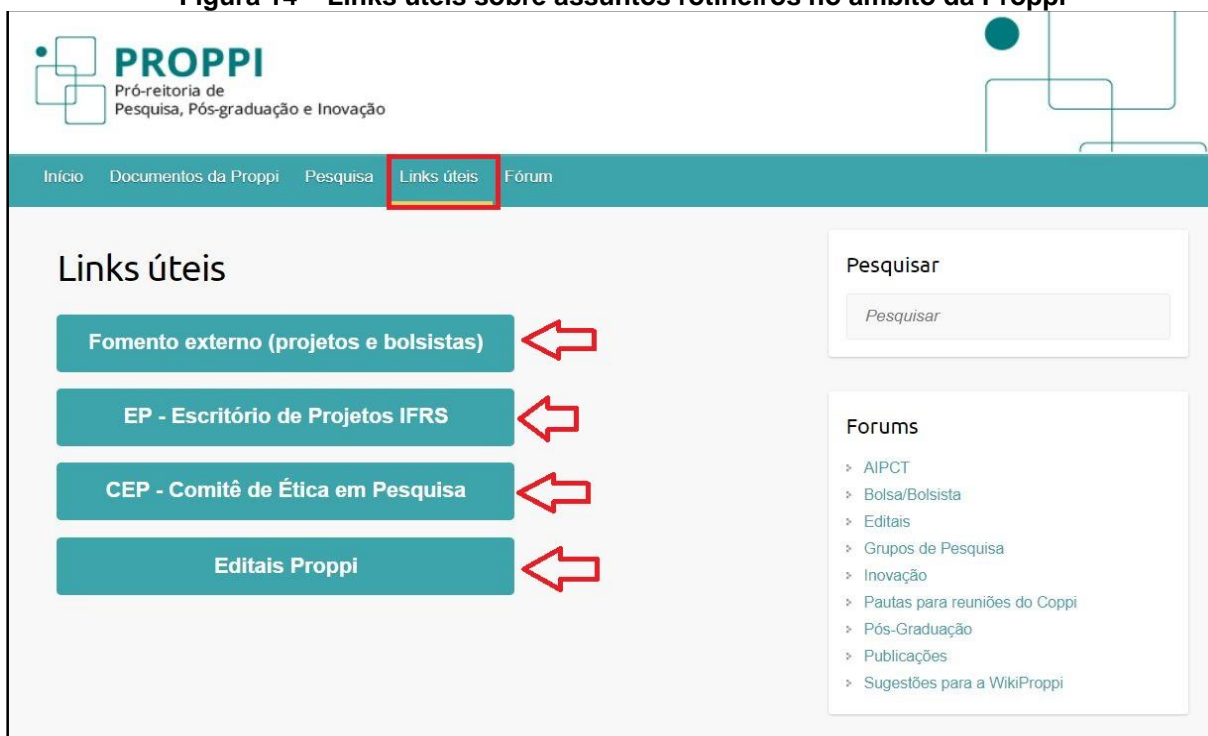 Figura 14 – Links úteis sobre assuntos rotineiros no âmbito da Proppi
PROPPI
Pró-reitoria de
Pesquisa, Pós-graduação e Inovação
Início Documentos da Proppi Pesquisa Links úteis Fórum
Links úteis
Fomento externo (projetos e bolsistas)
EP - Escritório de Projetos IFRS
CEP - Comitê de Ética em Pesquisa
Editais Proppi
Pesquisar
Pesquisar
Forums
AIPCT
Bolsa/Bolsista
Editais
Grupos de Pesquisa
Inovação
Pautas para reuniões do Coppi
Pós-Graduação
Publicações
Sugestões para a WikiProppi